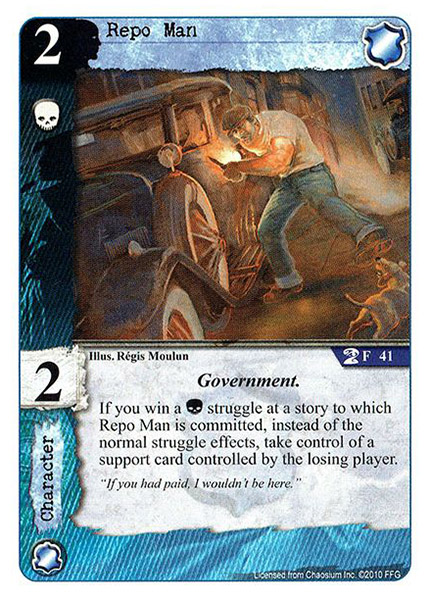 2
Repo Man
Illus. Régis Moulun
F 41
2
Character
Government.
If you win a struggle at a story to which
Repo Man is committed, instead of the
normal struggle effects, take control of a
support card controlled by the losing player.
“If you had paid, I wouldn't be here.”
Licensed from Chaosium Inc. ©2010 FFG